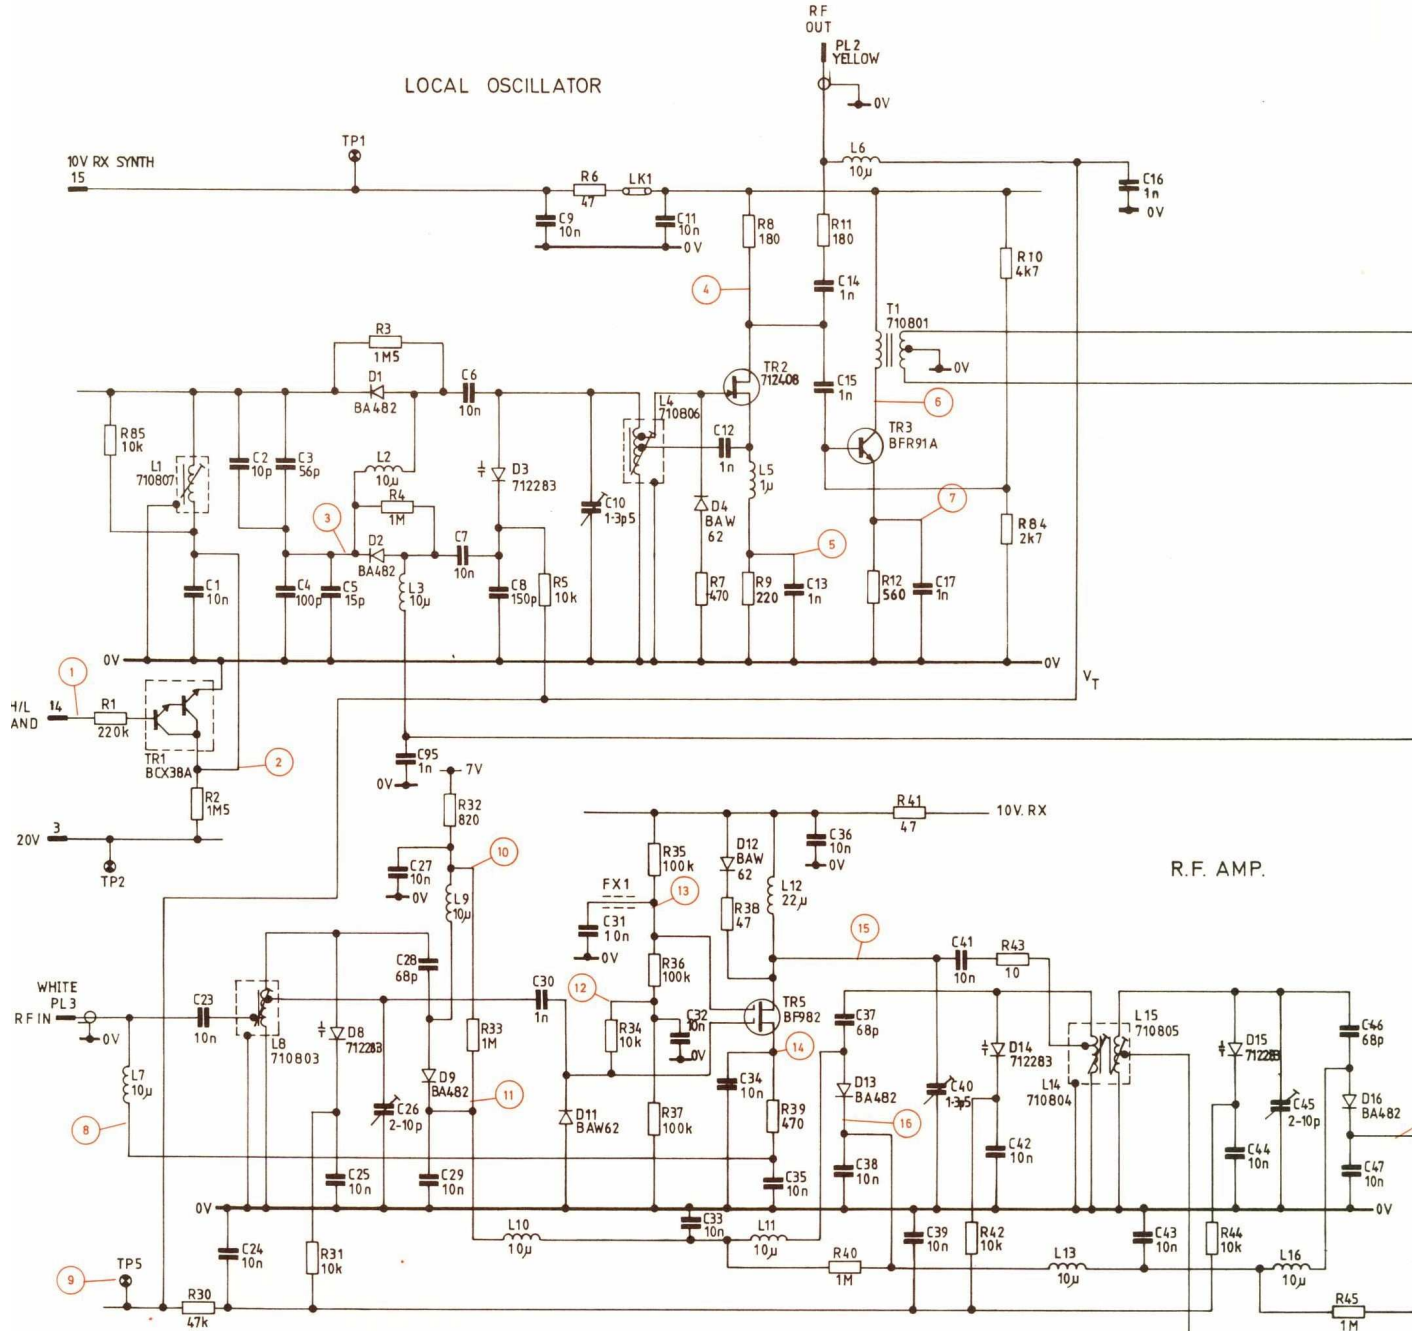 RF
OUT
PL2
YELLOW
0V
LOCAL OSCILLATOR
TP1
10V RX SYNTH
15
R6
47
LK1
L6
10µ
C16
1n
0V
C9
10n
C11
10n
0V
R8
180
R11
180
R10
4k7
4
C14
1n
T1
710801
0V
R3
1M5
D1
BA482
C6
10n
TR2
712408
C15
1n
6
L4
710806
TR3
BFR91A
R85
10k
L1
710807
C2
10p
C3
56p
L2
10µ
D3
712283
C12
1n
L5
1µ
R4
1M
C10
1-3p5
D4
BAW
62
7
3
D2
BA482
C7
10n
5
R84
2k7
C1
10n
C4
100p
C5
15p
L3
10µ
C8
150p
R5
10k
R7
470
R9
220
C13
1n
R12
560
C17
1n
0V
0V
VT
1
H/L
AND
14
R1
220k
TR1
BCX38A
2
C95
1n
0V
7V
R2
1M5
R32
820
R41
47
10V. RX
20V
3
TP2
C27
10n
0V
10
L9
10µ
R35
100k
D12
BAW
62
C36
10n
0V
R.F. AMP.
FX1
13
L12
22µ
C31
10n
0V
R38
47
15
C41
10n
R43
10
WHITE
PL3
RF IN
0V
C23
10n
L8
710803
C28
68p
C30
1n
12
R36
100k
TR5
BF982
D8
712283
R33
1M
R34
10k
C32
10n
0V
14
C37
68p
D14
712283
L15
710805
D15
712283
C46
68p
L7
10µ
D9
BA482
11
C34
10n
D13
BA482
C40
1-3p5
L14
710804
8
C26
2-10p
D11
BAW62
R37
100k
R39
470
16
C45
2-10p
D16
BA482
C25
10n
C29
10n
C35
10n
C38
10n
C42
10n
C44
10n
C47
10n
0V
0V
C24
10n
R31
10k
L10
10µ
C33
10n
L11
10µ
R40
1M
C39
10n
R42
10k
L13
10µ
C43
10n
R44
10k
L16
10µ
9
TP5
R30
47k
R45
1M